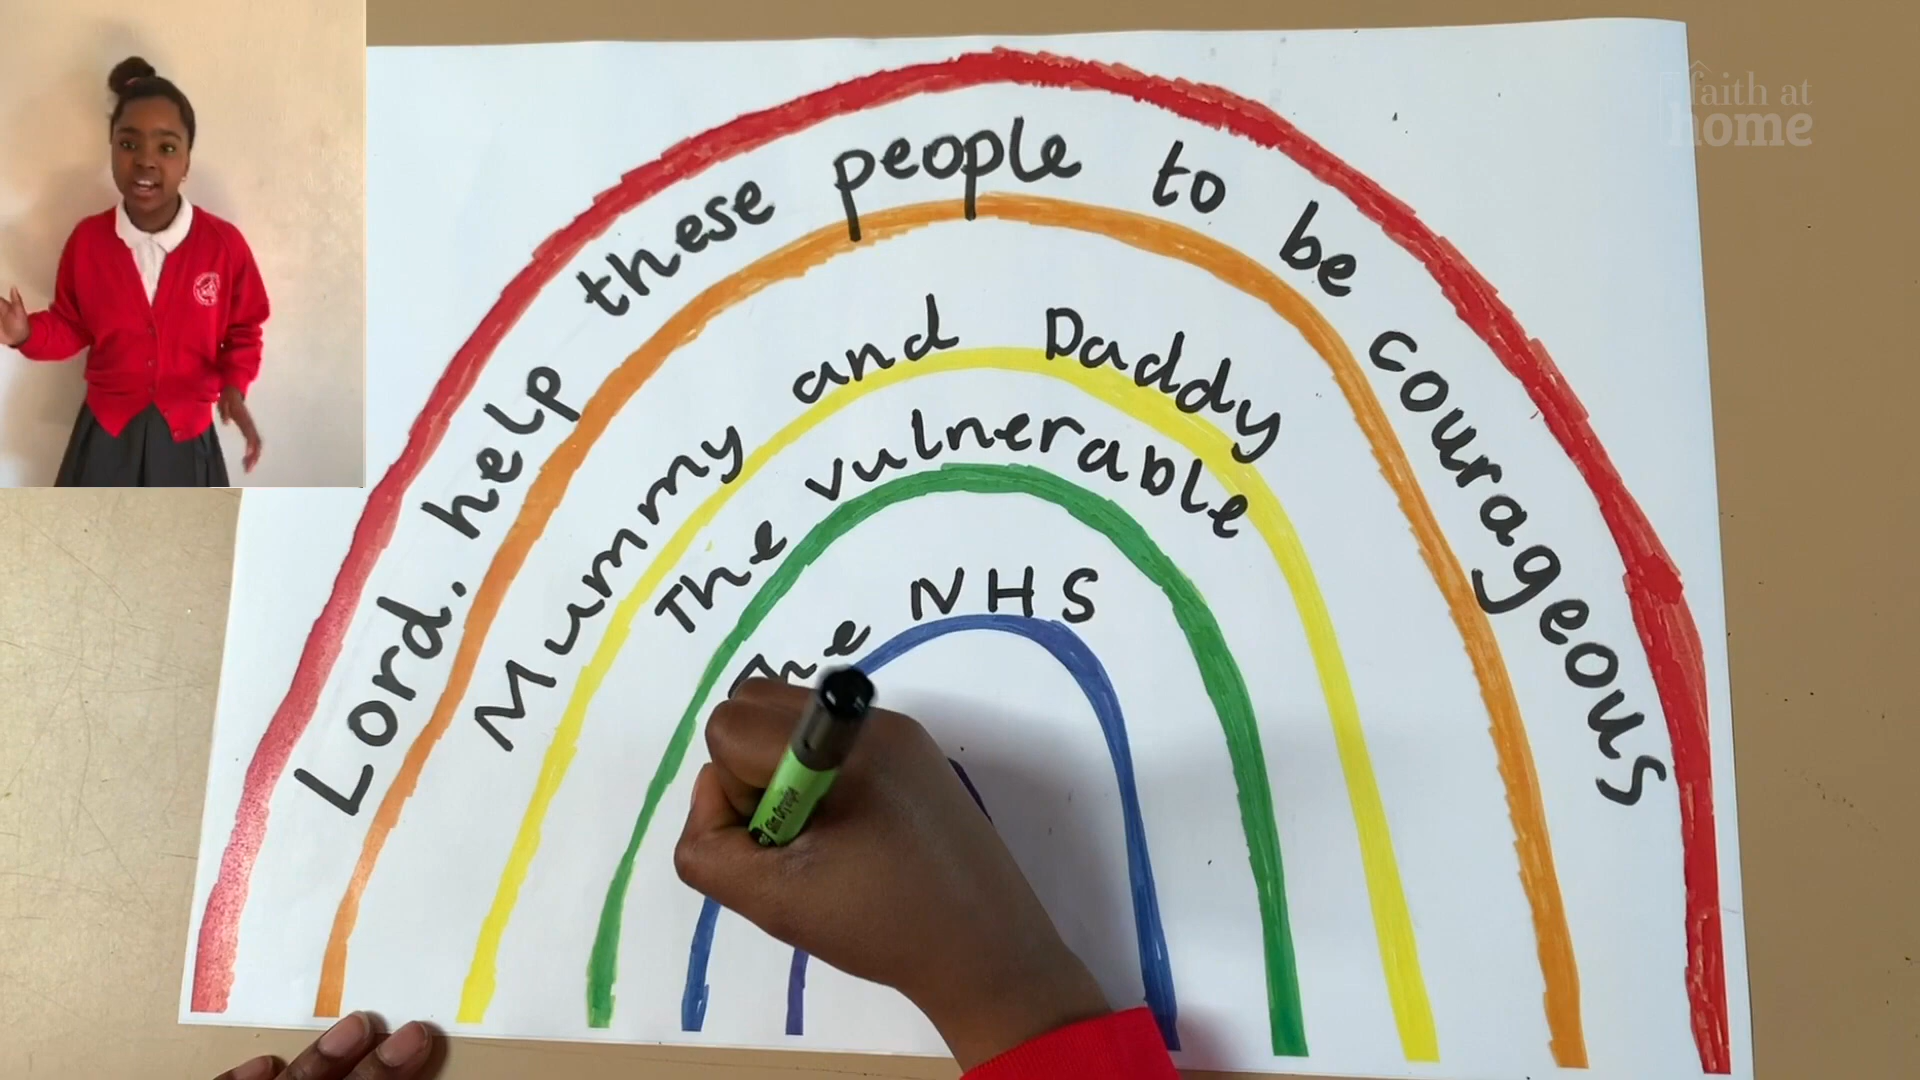 faith at
home
Lord, help these people to be courageous
Mummy and Daddy
The vulnerable
The NHS